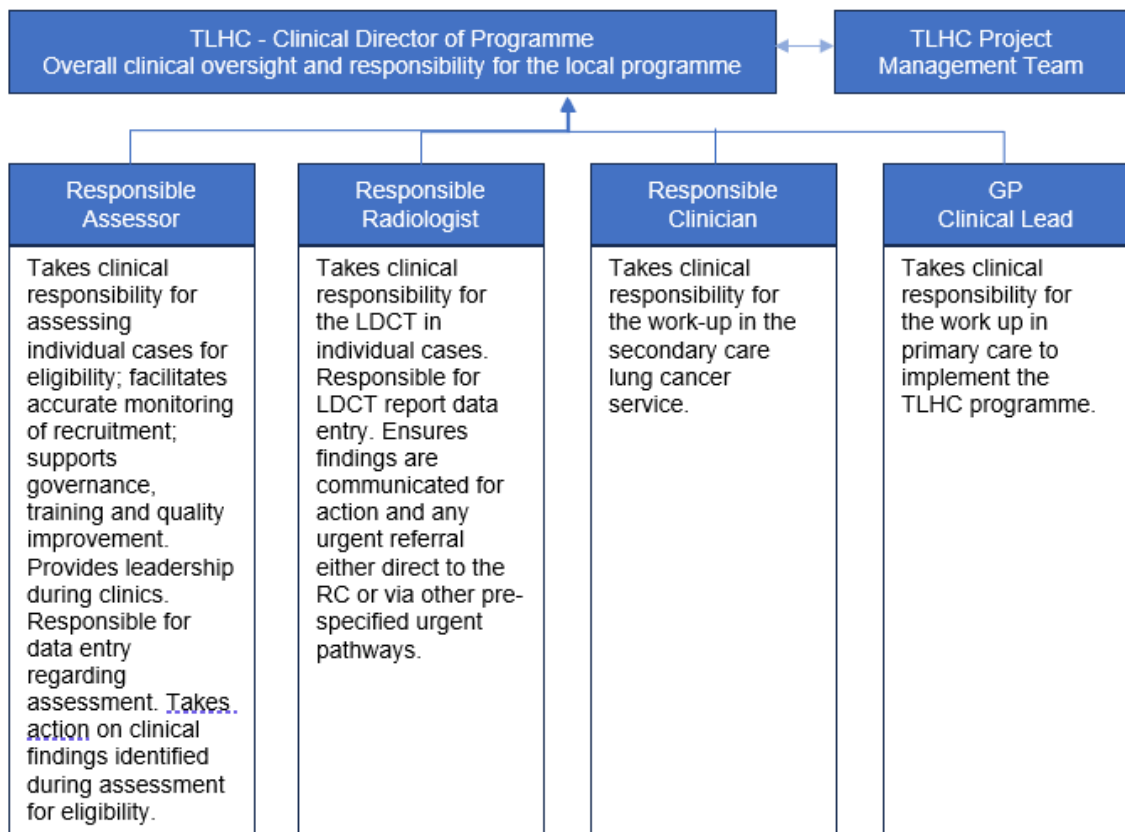 TLHC - Clinical Director of Programme
Overall clinical oversight and responsibility for the local programme
TLHC Project
Management Team
Responsible
Assessor
Takes clinical
responsibility for
assessing
individual cases for
eligibility; facilitates
accurate monitoring
of recruitment;
supports
governance,
training and quality
improvement.
Provides leadership
during clinics.
Responsible for
data entry
regarding
assessment. Takes
action on clinical
findings identified
during assessment
for eligibility.
Responsible
Radiologist
Takes clinical
responsibility for
the LDCT in
individual cases.
Responsible for
LDCT report data
entry. Ensures
findings are
communicated for
action and any
urgent referral
either direct to the
RC or via other pre-
specified urgent
pathways.
Responsible
Clinician
Takes clinical
responsibility for
the work-up in the
secondary care
lung cancer
service.
GP
Clinical Lead
Takes clinical
responsibility for
the work up in
primary care to
implement the
TLHC programme.